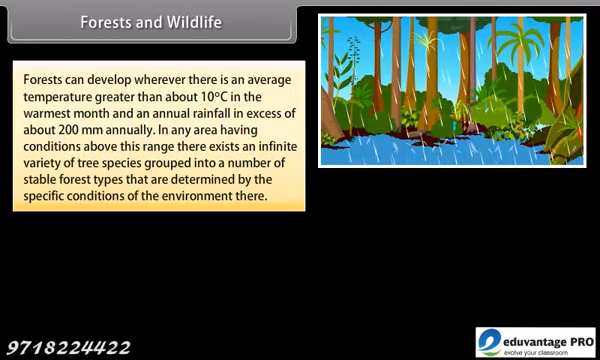 Forests and Wildlife
Forests can develop wherever there is an average
temperature greater than about 10°C in the
warmest month and an annual rainfall in excess of
about 200 mm annually. In any area having
conditions above this range there exists an infinite
variety of tree species grouped into a number of
stable forest types that are determined by the
specific conditions of the environment there.
9718224422
eduvantage PRO
evolve your classroom